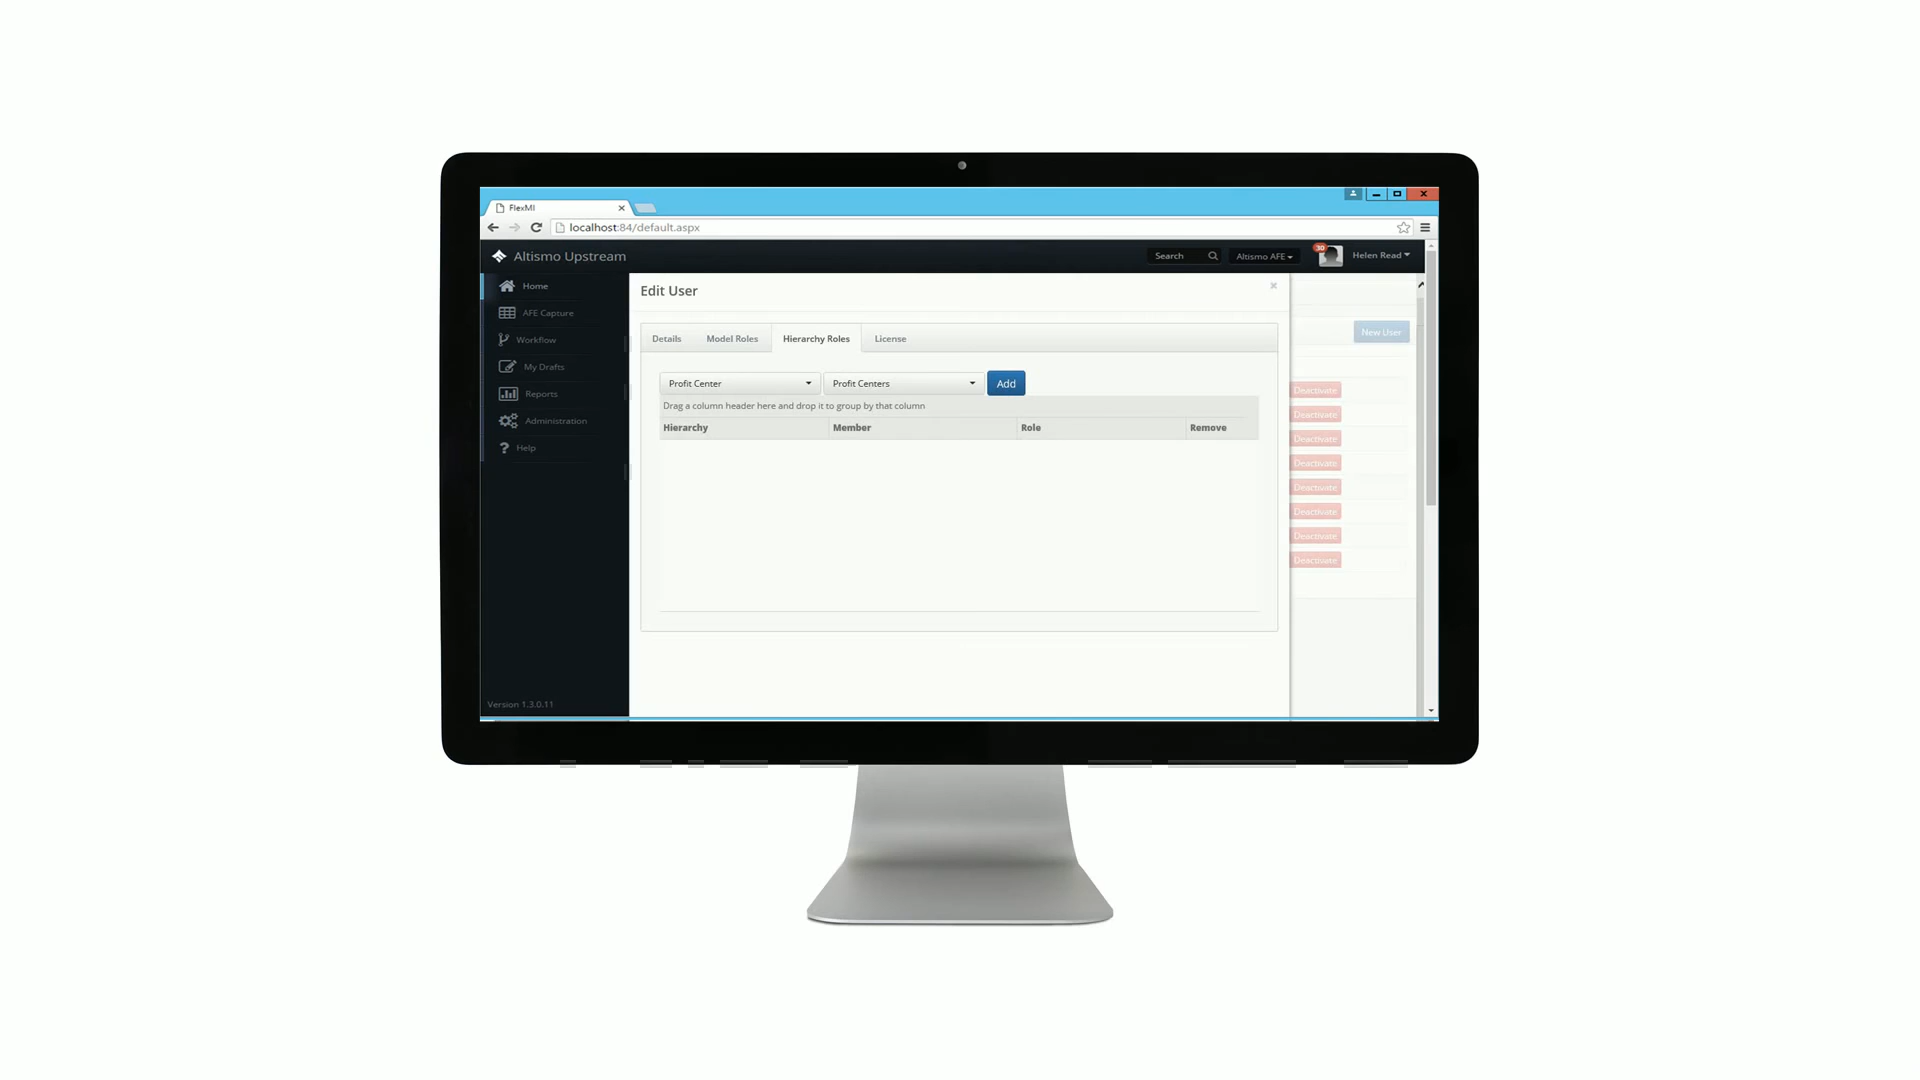 FlexMI
localhost:84/default.aspx
Altismo Upstream
Search
Altismo AFE
30
Helen Read
Home
AFE Capture
Workflow
My Drafts
Reports
Administration
Help
Version 1.3.0.11
Edit User
Details Model Roles Hierarchy Roles License
Profit Center Profit Centers Add
Drag a column header here and drop it to group by that column
Hierarchy Member Role Remove
New User
Deactivate
Deactivate
Deactivate
Deactivate
Deactivate
Deactivate
Deactivate
Deactivate